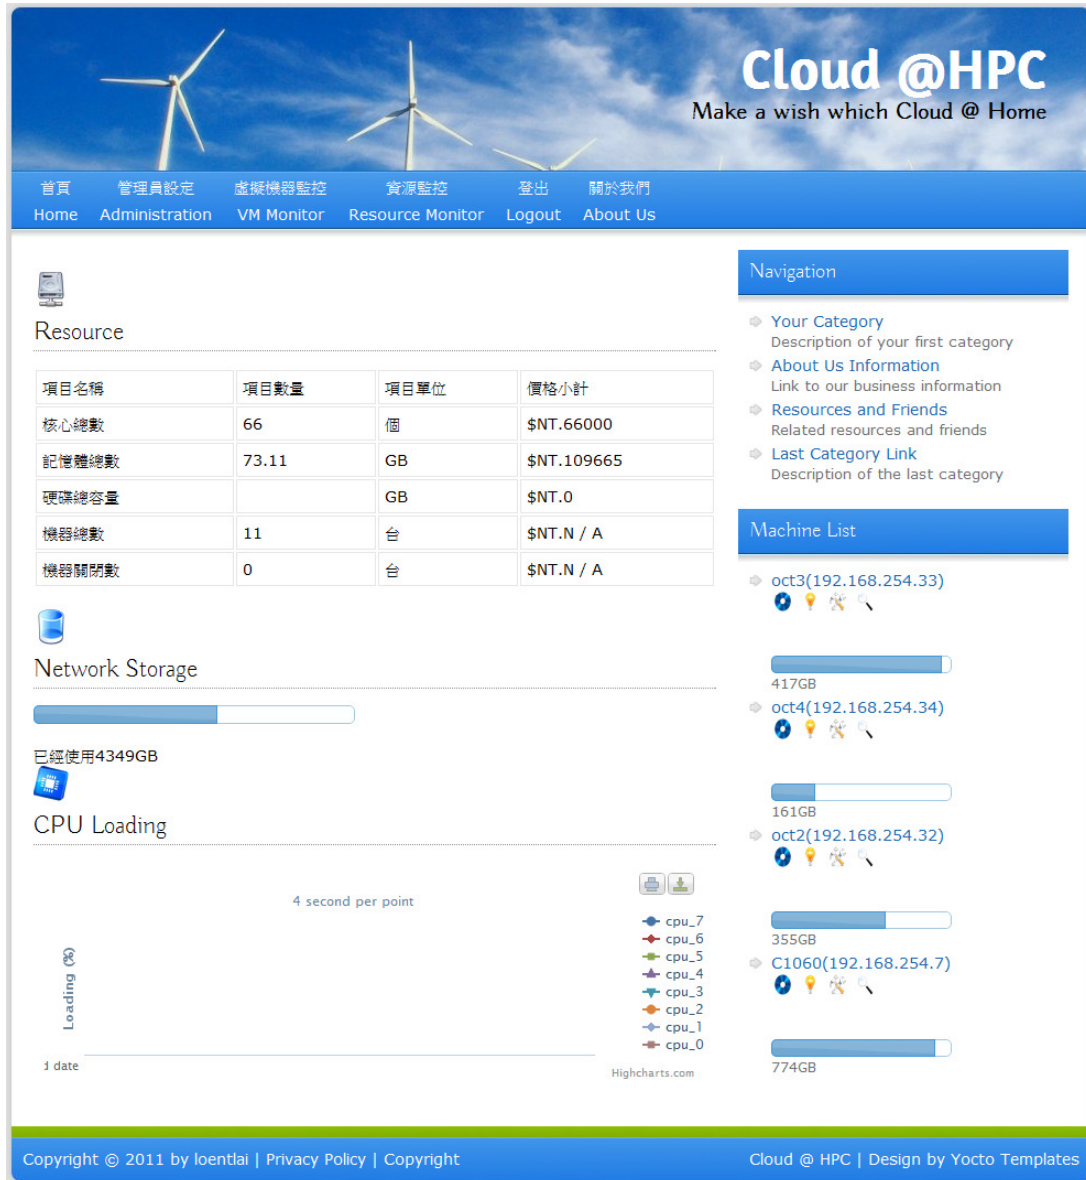 Cloud @HPC
Make a wish which Cloud @ Home
首頁 管理員設定 虛擬機器監控 資源監控 登出 關於我們
Home Administration VM Monitor Resource Monitor Logout About Us
Resource
項目名稱 項目數量 項目單位 價格小計
核心總數 66 個 $NT.66000
記憶體總數 73.11 GB $NT.109665
硬碟總容量 GB $NT.0
機器總數 11 台 $NT.N / A
機器關閉數 0 台 $NT.N / A
Network Storage
已經使用4349GB
CPU Loading
4 second per point
Loading (%)
cpu_7
cpu_6
cpu_5
cpu_4
cpu_3
cpu_2
cpu_1
cpu_0
date
Highcharts.com
Navigation
Your Category
Description of your first category
About Us Information
Link to our business information
Resources and Friends
Related resources and friends
Last Category Link
Description of the last category
Machine List
oct3(192.168.254.33)
417GB
oct4(192.168.254.34)
161GB
oct2(192.168.254.32)
355GB
C1060(192.168.254.7)
774GB
Copyright © 2011 by loentlai | Privacy Policy | Copyright
Cloud @ HPC | Design by Yocto Templates